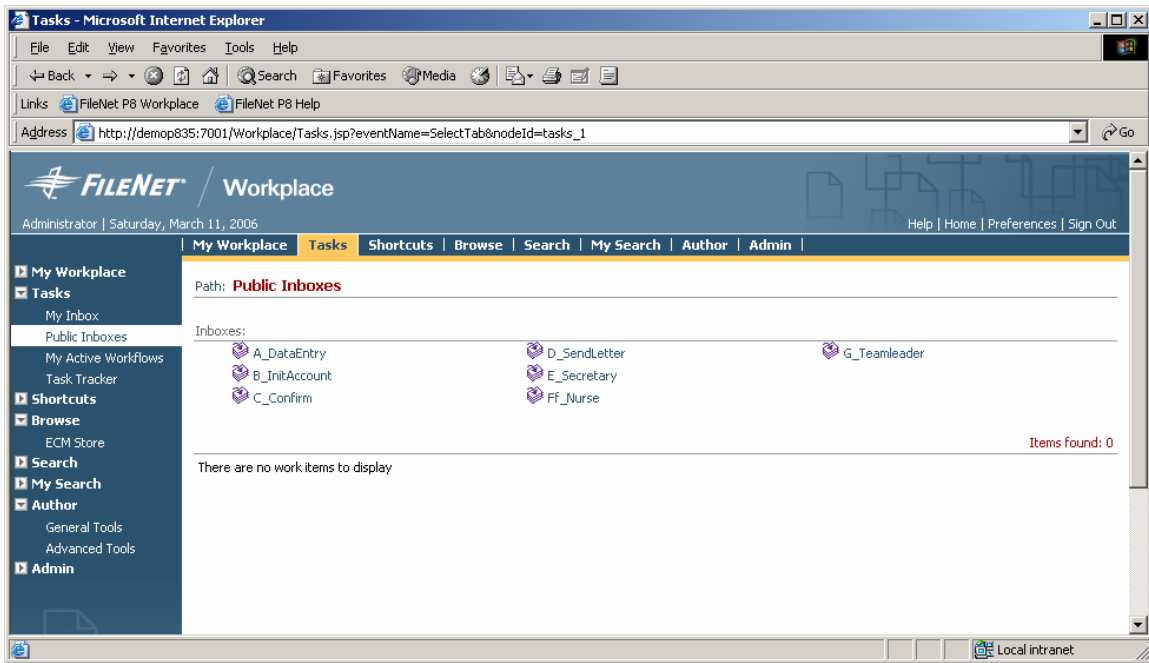 Tasks - Microsoft Internet Explorer
File Edit View Favorites Tools Help
Back Search Favorites Media
Links FileNet P8 Workplace FileNet P8 Help
Address http://demop835:7001/Workplace/Tasks.jsp?eventName=SelectTab&nodeId=tasks_1 Go
FILENET Workplace
Administrator | Saturday, March 11, 2006 Help | Home | Preferences | Sign Out
| My Workplace Tasks Shortcuts | Browse | Search | My Search | Author | Admin |
My Workplace
Tasks
My Inbox
Public Inboxes
My Active Workflows
Task Tracker
Shortcuts
Browse
ECM Store
Search
My Search
Author
General Tools
Advanced Tools
Admin
Path: Public Inboxes
Inboxes:
A_DataEntry D_SendLetter G_Teamleader
B_InitAccount E_Secretary
C_Confirm Ff_Nurse
Items found: 0
There are no work items to display
Local intranet